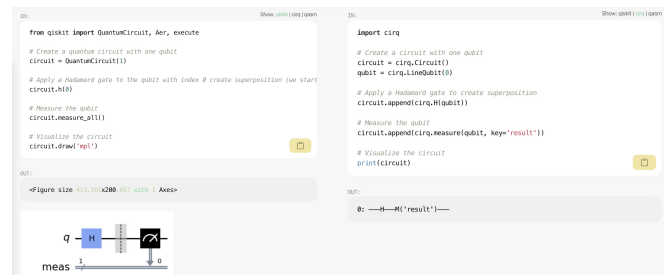 IN:
Show: qiskit | cirq | qasm
from qiskit import QuantumCircuit, Aer, execute
# Create a quantum circuit with one qubit
circuit = QuantumCircuit(1)
# Apply a Hadamard gate to the qubit with index 0 create superposition (we start
circuit.h(0)
# Measure the qubit
circuit.measure_all()
# Visualize the circuit
circuit.draw('mpl')
OUT:
<Figure size x200. with 1 Axes>
q
H
meas
1
0
IN:
Show: qiskit | cirq | qasm
import cirq
# Create a circuit with one qubit
circuit = cirq.Circuit()
qubit = cirq.LineQubit(0)
# Apply a Hadamard gate to create superposition
circuit.append(cirq.H(qubit))
# Measure the qubit
circuit.append(cirq.measure(qubit, key='result'))
# Visualize the circuit
print(circuit)
OUT:
0: ───H───M('result')───